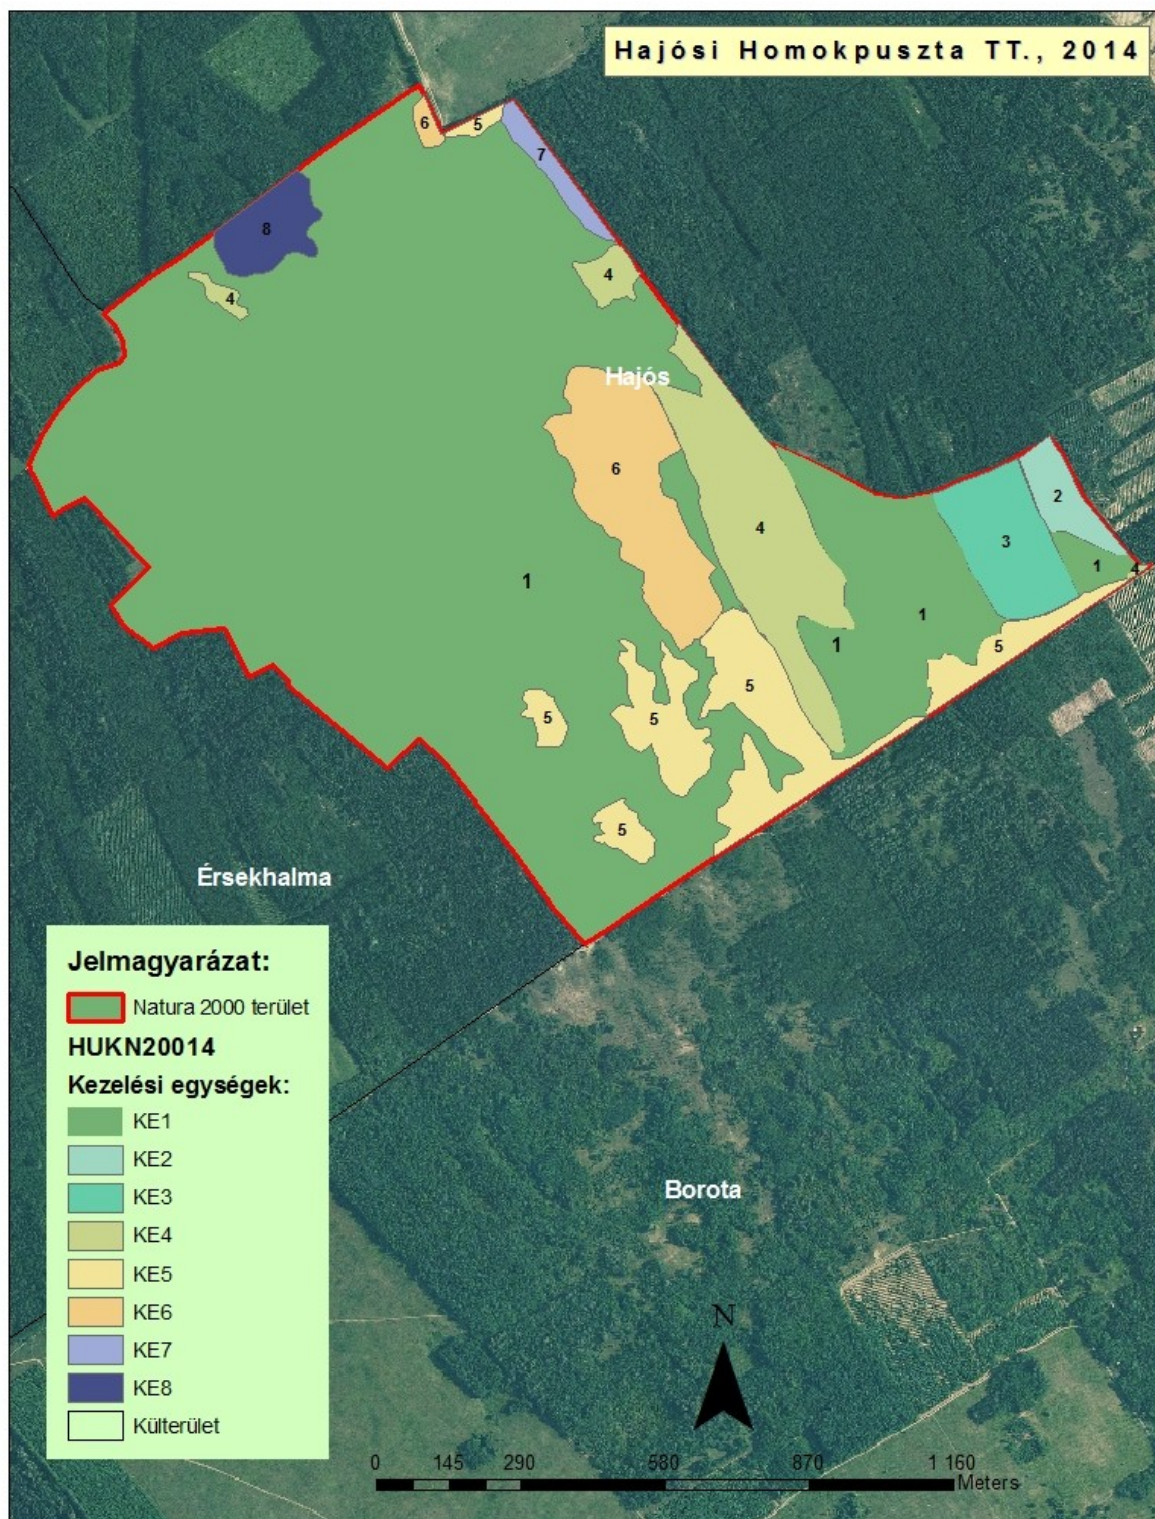 Hajósi Homokpuszta TT., 2014
6
5
7
8
4
4
Hajós
6
2
4
3
1
1
4
1
1
5
5
5
5
5
Érsekhalma
Jelmagyarázat:
Natura 2000 terület
HUKN20014
Kezelési egységek:
KE1
KE2
KE3
KE4
KE5
KE6
KE7
KE8
Külterület
Borota
N
0 145 290 580 870 1 160
Meters